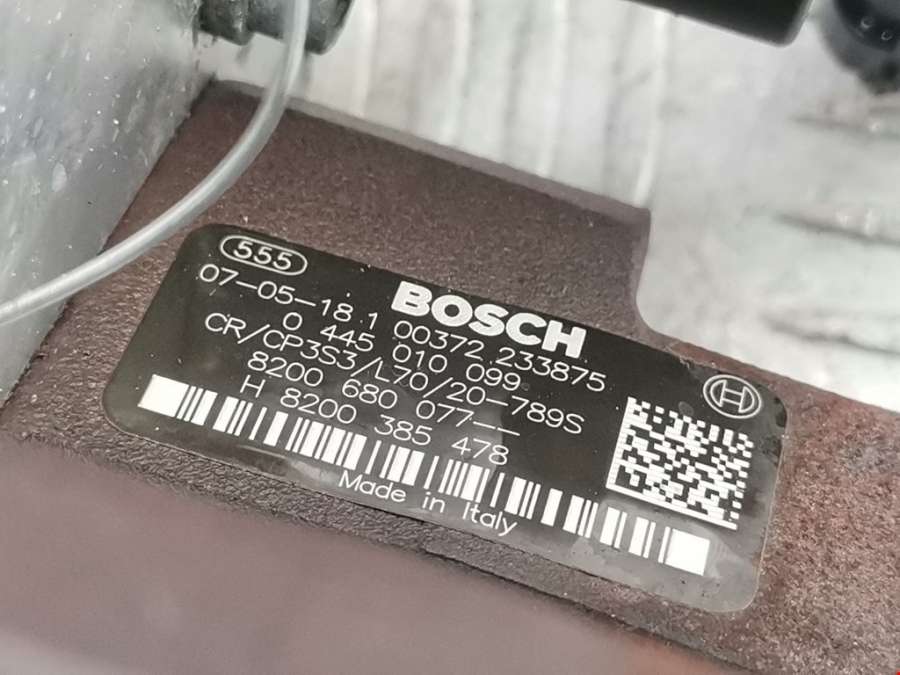 555
BOSCH
07-05-18.1 00372 233875
0 445 010 099
CR/CP3S3/L70/20-789S
8200 680 077--
H 8200 385 478
Made in Italy